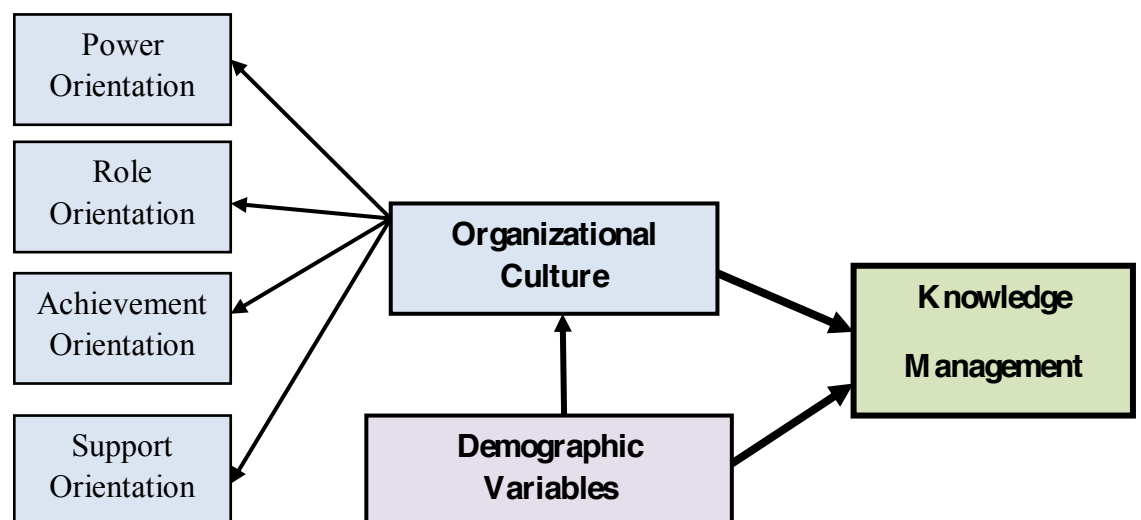 Power
Orientation
Role
Orientation
Achievement
Orientation
Support
Orientation
Organizational
Culture
Demographic
Variables
Knowledge
Management